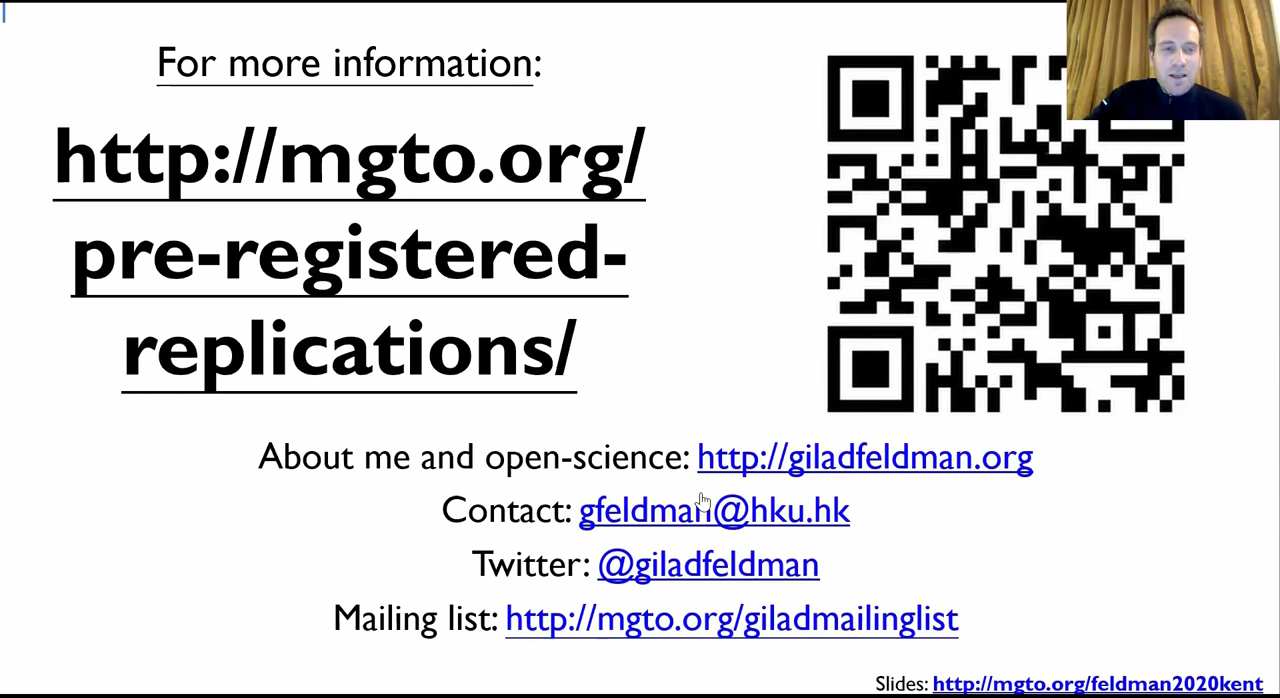 For more information:
http://mgto.org/
pre-registered-
replications/
About me and open-science: http://giladfeldman.org
Contact: gfeldman@hku.hk
Twitter: @giladfeldman
Mailing list: http://mgto.org/giladmailinglist
Slides: http://mgto.org/feldman2020kent